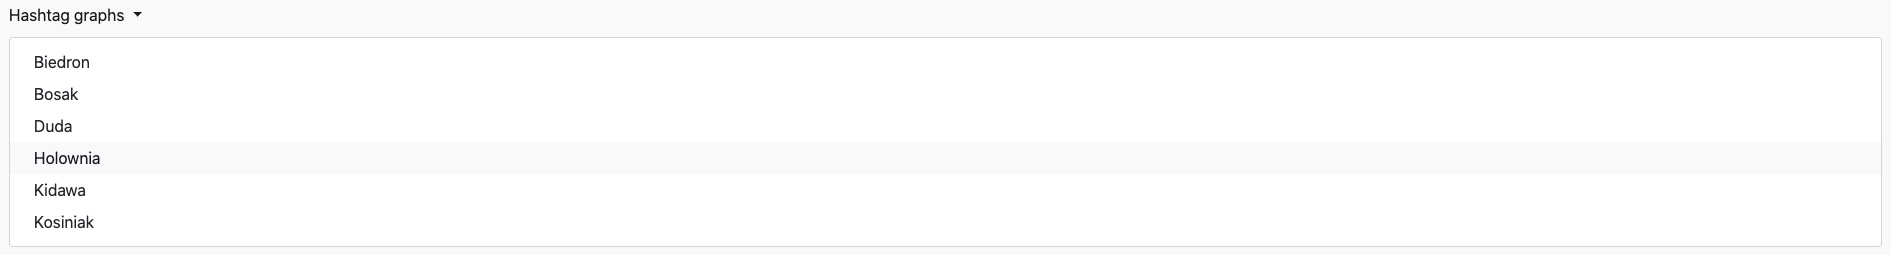 Hashtag graphs
Biedron
Bosak
Duda
Holownia
Kidawa
Kosiniak